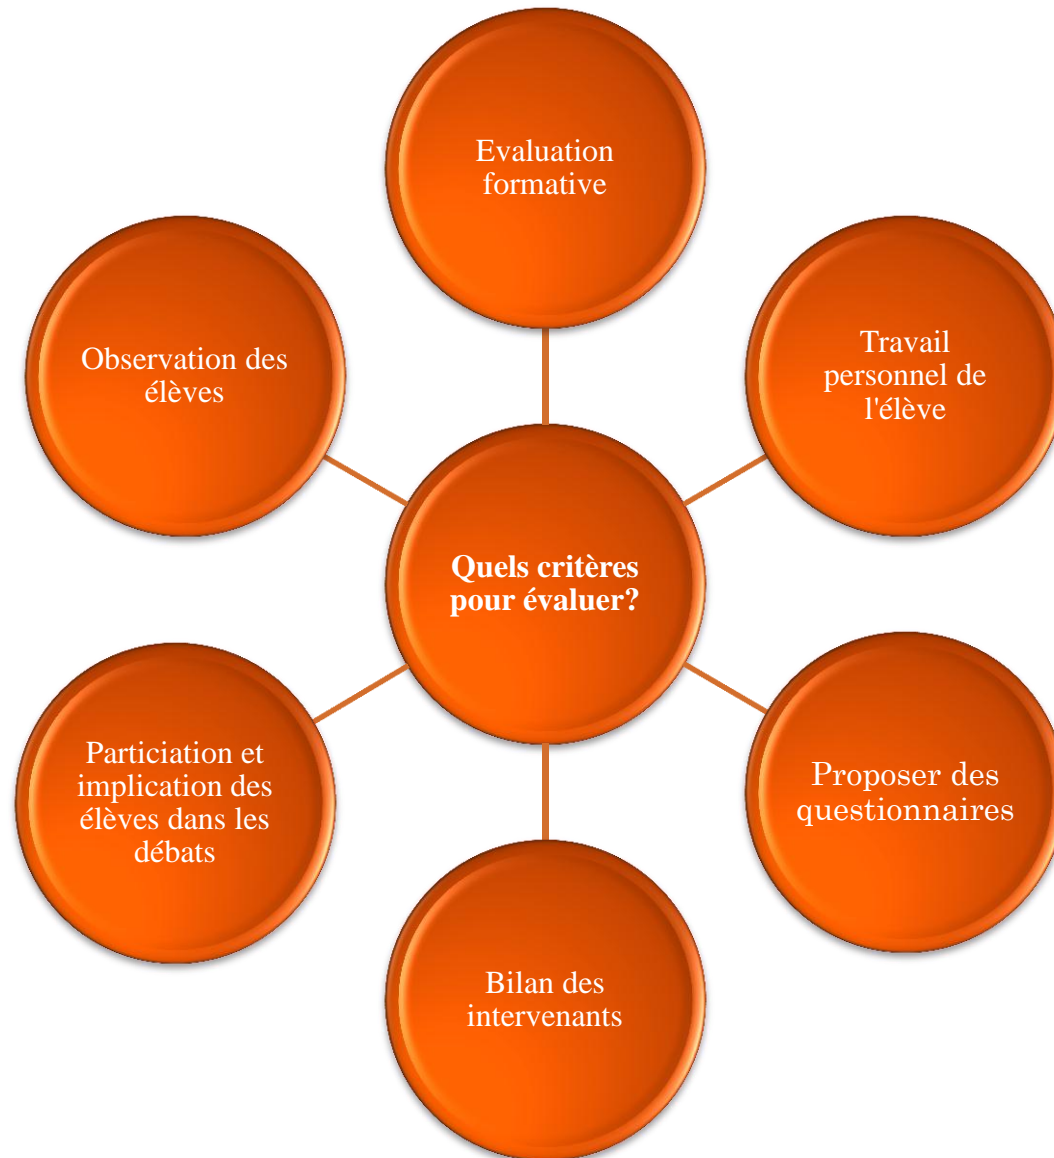 Evaluation
formative
Observation des
élèves
Travail
personnel de
l'élève
Quels critères
pour évaluer?
Particiation et
implication des
élèves dans les
débats
Proposer des
questionnaires
Bilan des
intervenants